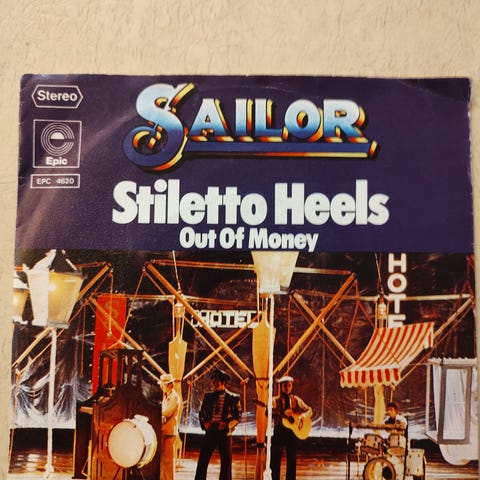 Stereo
SAILOR
Epic
EPC 4620
Stiletto Heels
Out Of Money
HOTEL
HOTE